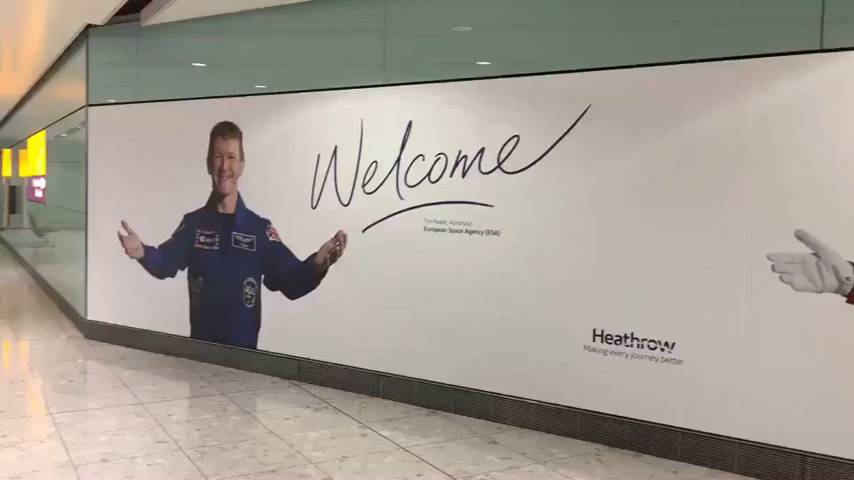 Welcome
Tim Peake, Astronaut
European Space Agency (ESA)
Heathrow
Making every journey better